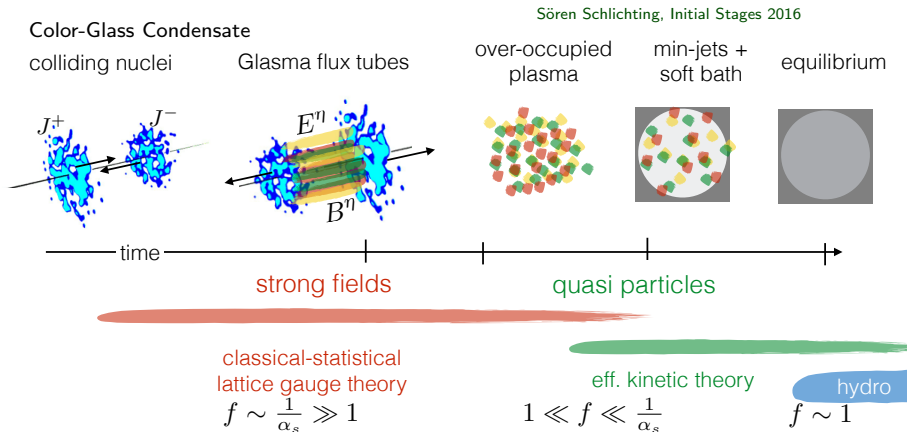 Sören Schlichting, Initial Stages 2016
Color-Glass Condensate
colliding nuclei
Glasma flux tubes
over-occupied
plasma
min-jets +
soft bath
equilibrium
J⁺
J⁻
E^η
B^η
time
strong fields
quasi particles
classical-statistical
lattice gauge theory
eff. kinetic theory
hydro
f ∼ 1/α_s ≫ 1
1 ≪ f ≪ 1/α_s
f ∼ 1